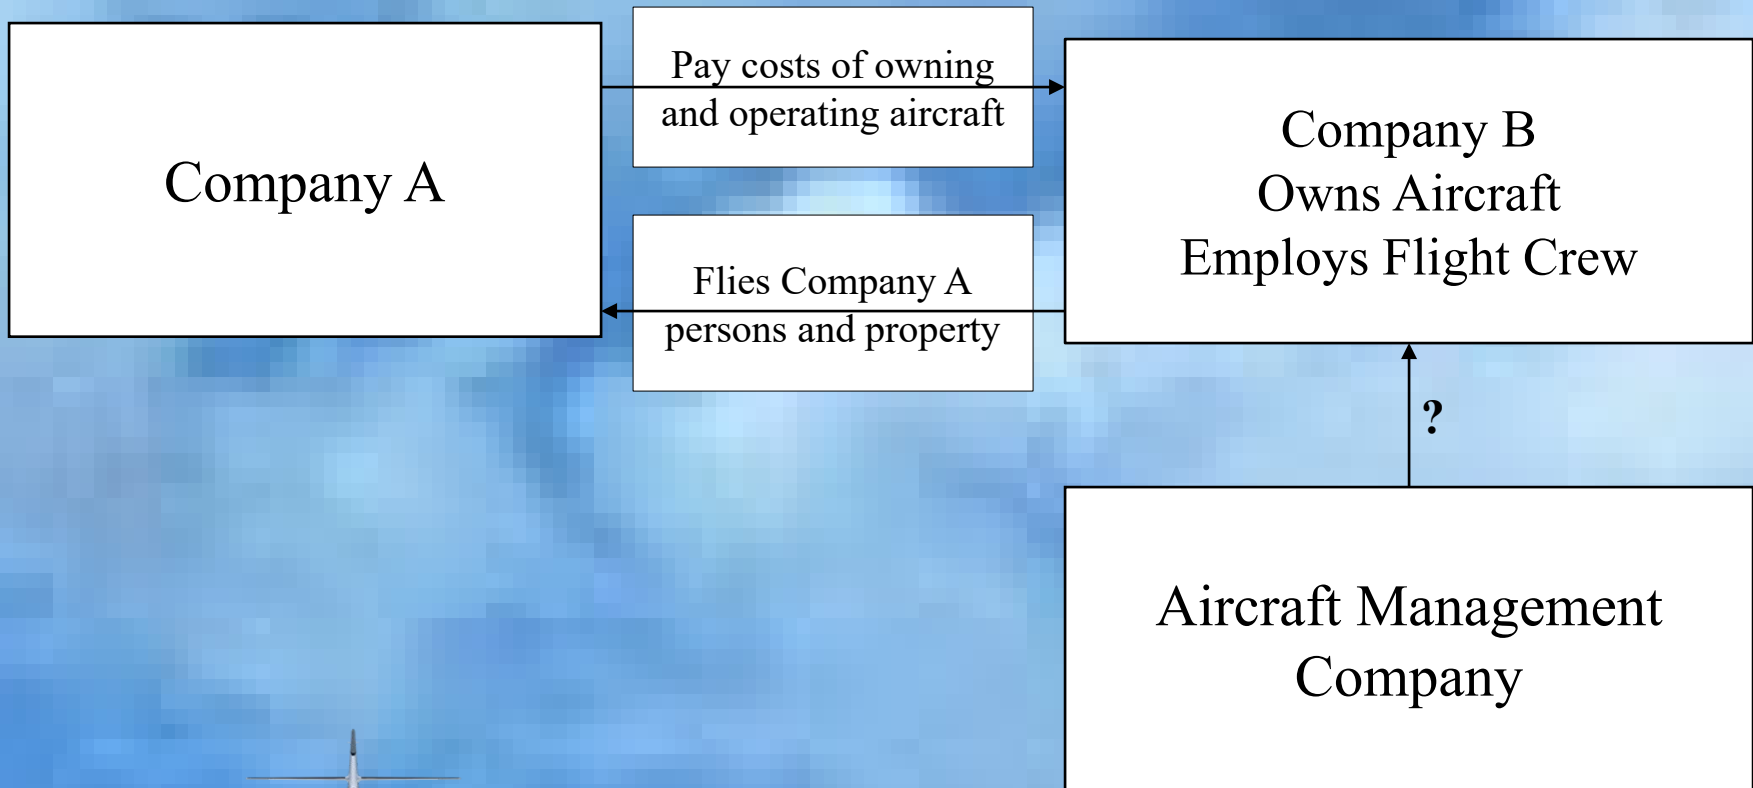 Company A
Pay costs of owning
and operating aircraft
Flies Company A
persons and property
Company B
Owns Aircraft
Employs Flight Crew
?
Aircraft Management
Company